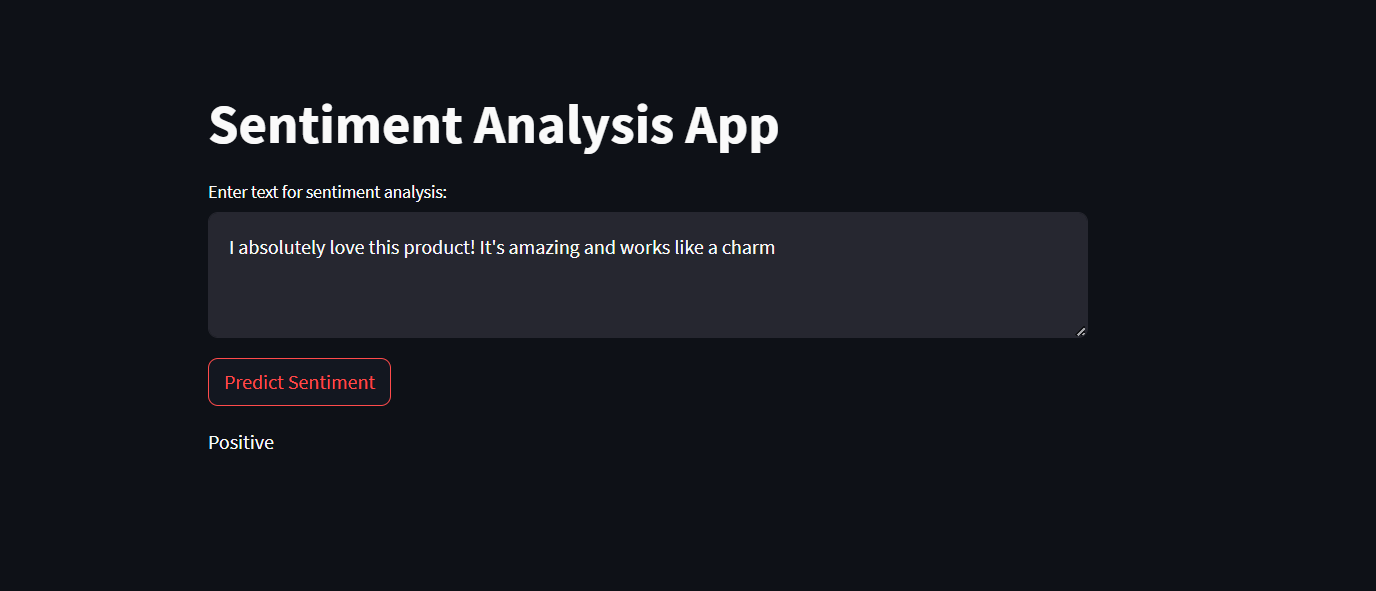 Sentiment Analysis App
Enter text for sentiment analysis:
I absolutely love this product! It's amazing and works like a charm
Predict Sentiment
Positive